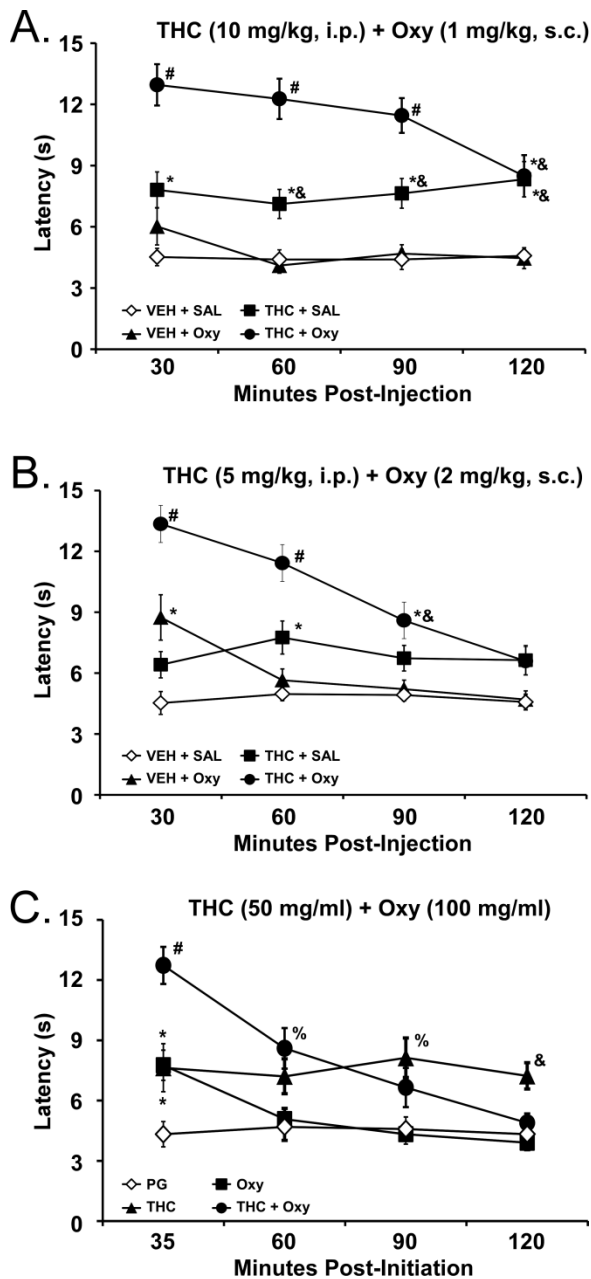 A.
THC (10 mg/kg, i.p.) + Oxy (1 mg/kg, s.c.)
15
12
9
6
3
0
Latency (s)
#
#
#
*
*&
*&
*&
*&
VEH + SAL
THC + SAL
VEH + Oxy
THC + Oxy
30 60 90 120
Minutes Post-Injection
B.
THC (5 mg/kg, i.p.) + Oxy (2 mg/kg, s.c.)
15
12
9
6
3
0
Latency (s)
#
#
*
*
*&
VEH + SAL
THC + SAL
VEH + Oxy
THC + Oxy
30 60 90 120
Minutes Post-Injection
C.
THC (50 mg/ml) + Oxy (100 mg/ml)
15
12
9
6
3
0
Latency (s)
#
*
*
%
%
&
PG
Oxy
THC
THC + Oxy
35 60 90 120
Minutes Post-Initiation